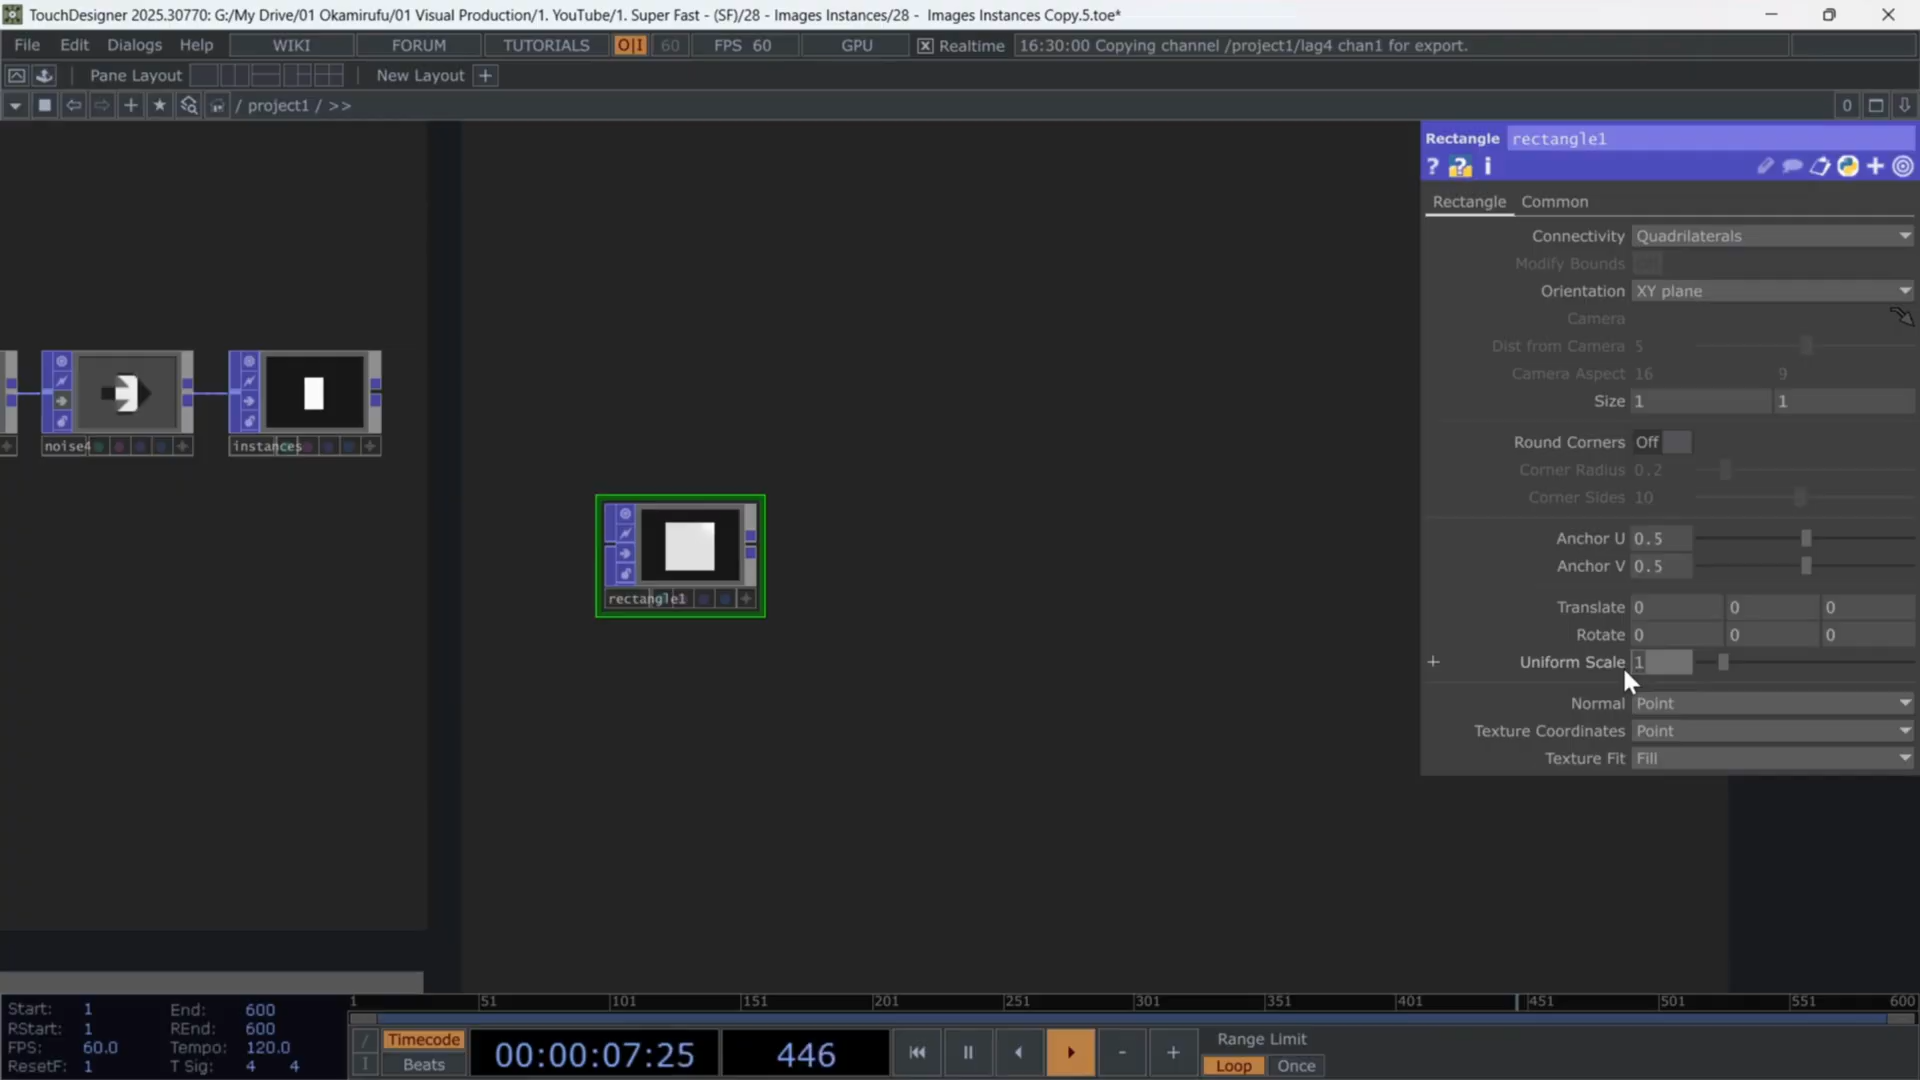 TouchDesigner 2025.30770: G:/My Drive/01 Okamirufu/01 Visual Production/1. YouTube/1. Super Fast - (SF)/28 - Images Instances/28 -  Images Instances Copy.5.toe*
File Edit Dialogs Help WIKI FORUM TUTORIALS O|I 60 FPS 60 GPU Realtime 16:30:00 Copying channel /project1/lag4 chan1 for export.
Pane Layout New Layout +
/ project1 / >> 0
Rectangle rectangle1
? ? i
Rectangle Common
Connectivity Quadrilaterals
Modify Bounds
Orientation XY plane
Camera
Dist from Camera 5
Camera Aspect 16 9
Size 1 1
Round Corners Off
Corner Radius 0.2
Corner Sides 10
Anchor U 0.5
Anchor V 0.5
Translate 0 0 0
Rotate 0 0 0
+ Uniform Scale 1
Normal Point
Texture Coordinates Point
Texture Fit Fill
noise4
instances
rectangle1
1 51 101 151 201 251 301 351 401 451 501 551 600
Start: 1 End: 600
RStart: 1 REnd: 600
FPS: 60.0 Tempo: 120.0
ResetF: 1 T Sig: 4 4
/ Timecode
I Beats
00:00:07:25 446
- +
Range Limit
Loop Once